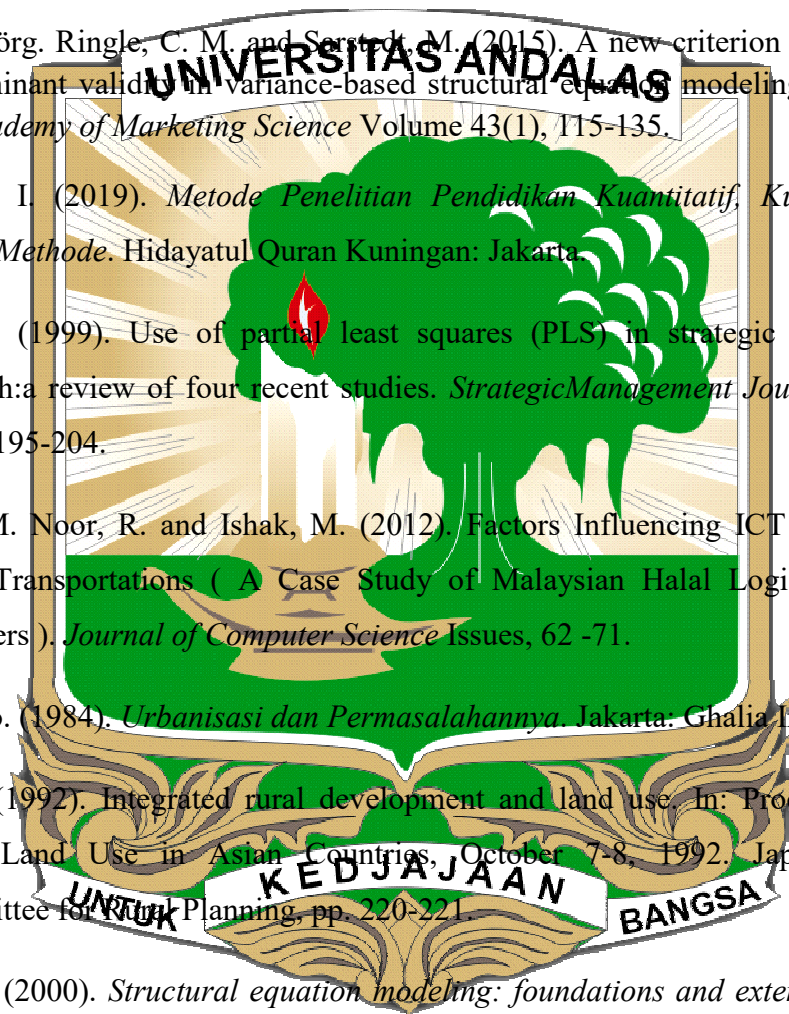 UNIVERSITAS ANDALAS
örg. Ringle, C. M. and Sarstedt, M. (2015). A new criterion
ninant validity in variance-based structural equation modeling
ademy of Marketing Science Volume 43(1), 115-135.
I. (2019). Metode Penelitian Pendidikan Kuantitatif, Ku
Methode. Hidayatul Quran Kuningan: Jakarta.
(1999). Use of partial least squares (PLS) in strategic
h:a review of four recent studies. StrategicManagement Jou
195-204.
M. Noor, R. and Ishak, M. (2012). Factors Influencing ICT
Transportations ( A Case Study of Malaysian Halal Logi
ers ). Journal of Computer Science Issues, 62 -71.
. (1984). Urbanisasi dan Permasalahannya. Jakarta: Ghalia I
(1992). Integrated rural development and land use. In: Pro
Land Use in Asian Countries, October 7-8, 1992. Jap
ittee for Rural Planning, pp. 220-221.
UNTUK KEDJAJAAN BANGSA
(2000). Structural equation modeling: foundations and exte